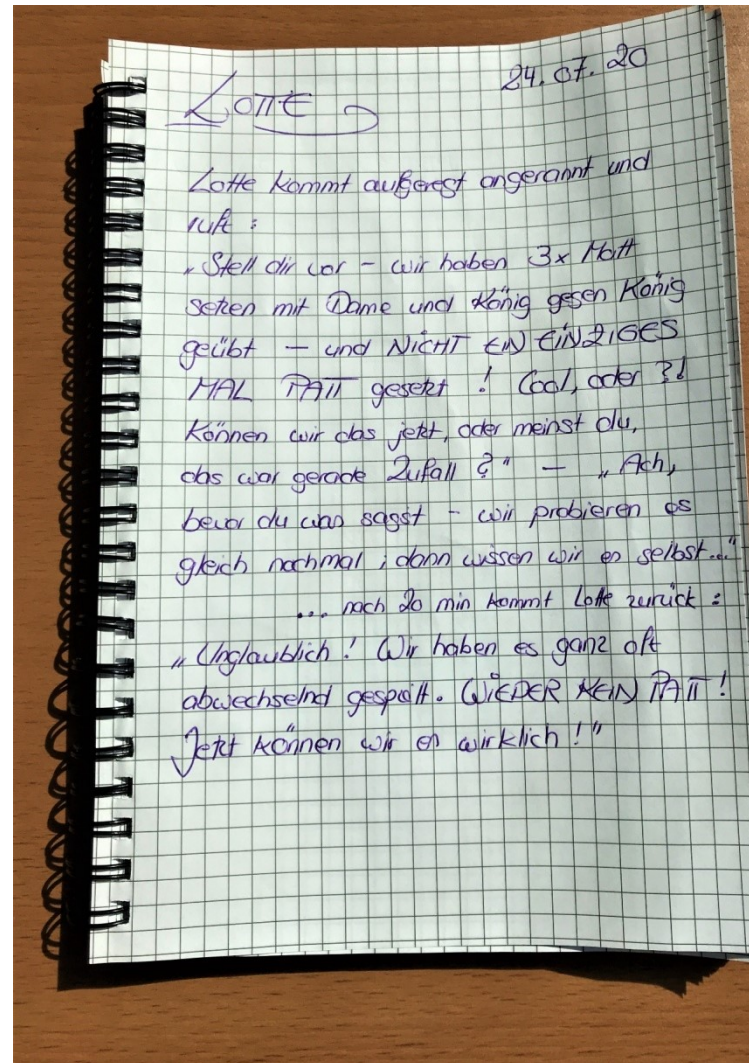 LOTTE
24.07.20
Lotte kommt aufgeregt angerannt und
ruft :
„Stell dir vor – wir haben 3x Matt
setzen mit Dame und König gegen König
geübt – und NICHT EIN EINZIGES
MAL PATT gesetzt ! Cool, oder ?!
Können wir das jetzt, oder meinst du,
das war gerade Zufall ?" – „Ach,
bevor du was sagst – wir probieren es
gleich nochmal ; dann wissen wir es selbst..."
... nach 20 min kommt Lotte zurück :
„Unglaublich ! Wir haben es ganz oft
abwechselnd gespielt. WIEDER KEIN PATT !
Jetzt können wir es wirklich !"